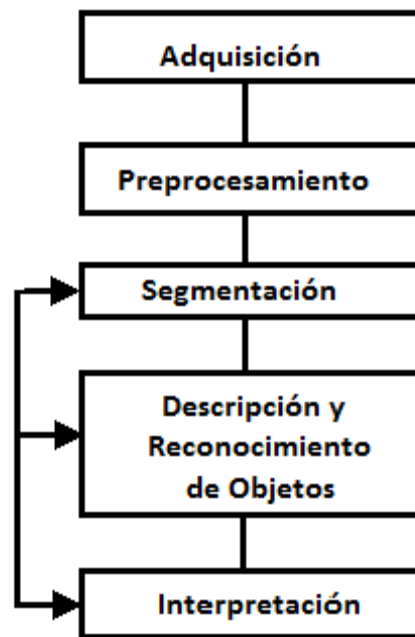 Adquisición
Preprocesamiento
Segmentación
Descripción y
Reconocimiento
de Objetos
Interpretación